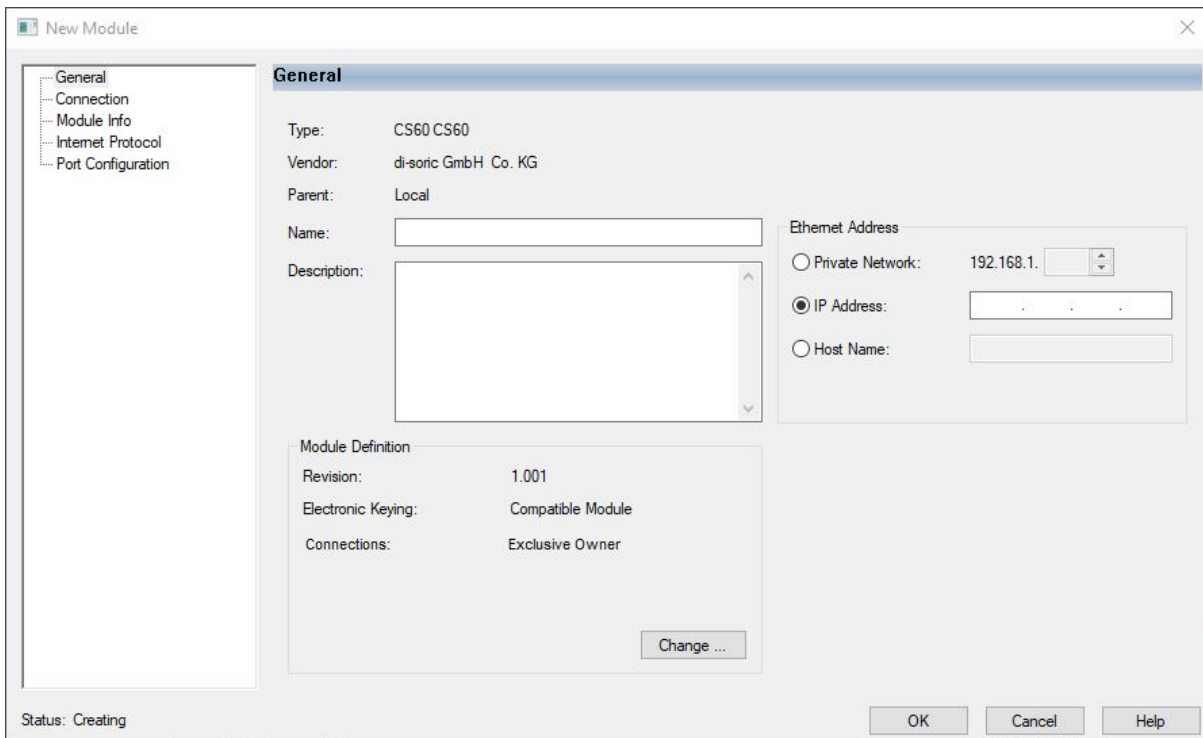 New Module
General
Connection
Module Info
Internet Protocol
Port Configuration
General
Type: CS60 CS60
Vendor: di-soric GmbH Co. KG
Parent: Local
Name:
Description:
Ethernet Address
Private Network: 192.168.1.
IP Address: . . .
Host Name:
Module Definition
Revision: 1.001
Electronic Keying: Compatible Module
Connections: Exclusive Owner
Change ...
Status: Creating
OK Cancel Help